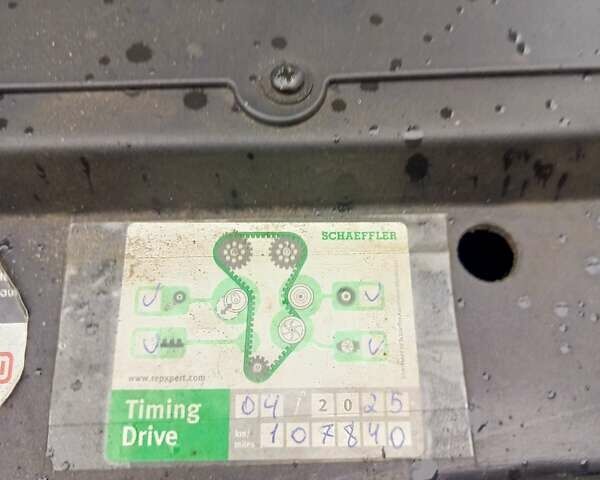 SCHAEFFLER
www.repxpert.com
Timing
Drive
04 / 2025
km/
miles
107840